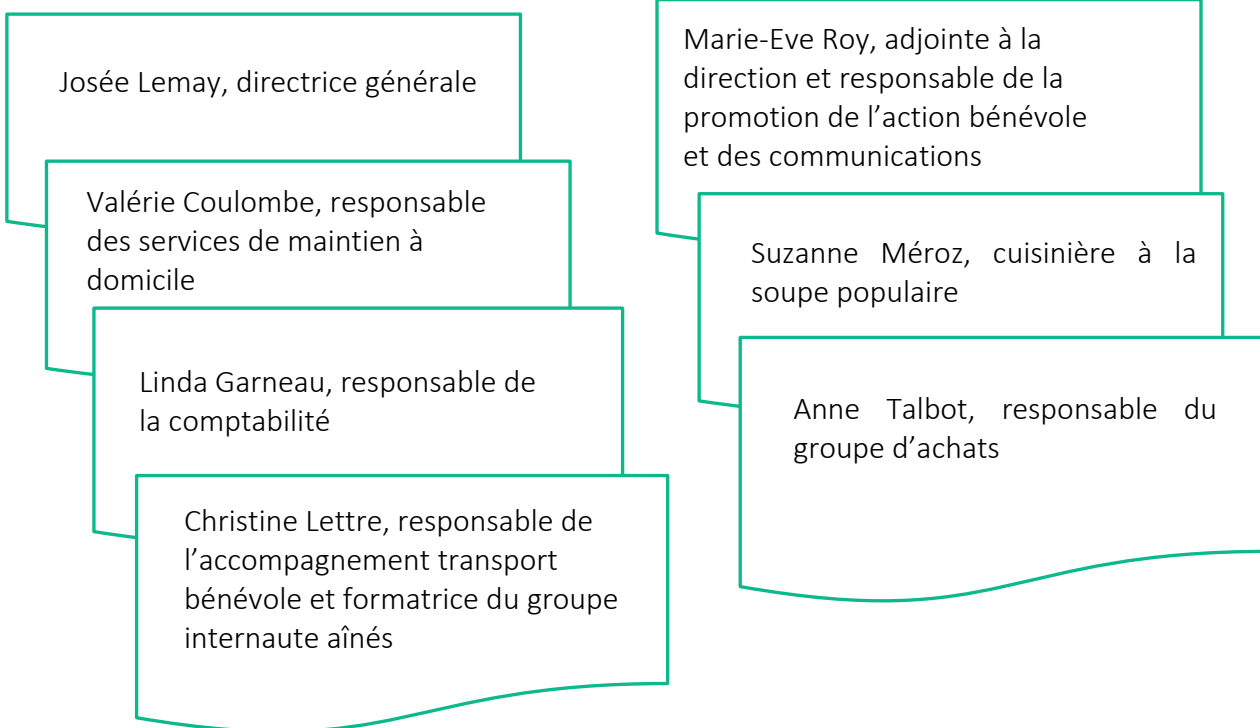 Josée Lemay, directrice générale
Valérie Coulombe, responsable
des services de maintien à
domicile
Linda Garneau, responsable de
la comptabilité
Christine Lettre, responsable de
l’accompagnement transport
bénévole et formatrice du groupe
internaute aînés
Marie-Eve Roy, adjointe à la
direction et responsable de la
promotion de l’action bénévole
et des communications
Suzanne Méroz, cuisinière à la
soupe populaire
Anne Talbot, responsable du
groupe d’achats